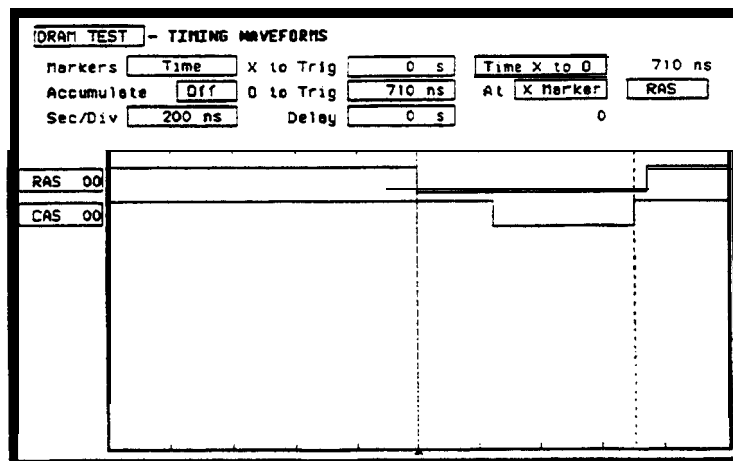 DRAM TEST - TIMING WAVEFORMS
Markers Time X to Trig 0 s Time X to O 710 ns
Accumulate Off O to Trig 710 ns At X Marker RAS
Sec/Div 200 ns Delay 0 s 0
RAS 00
CAS 00